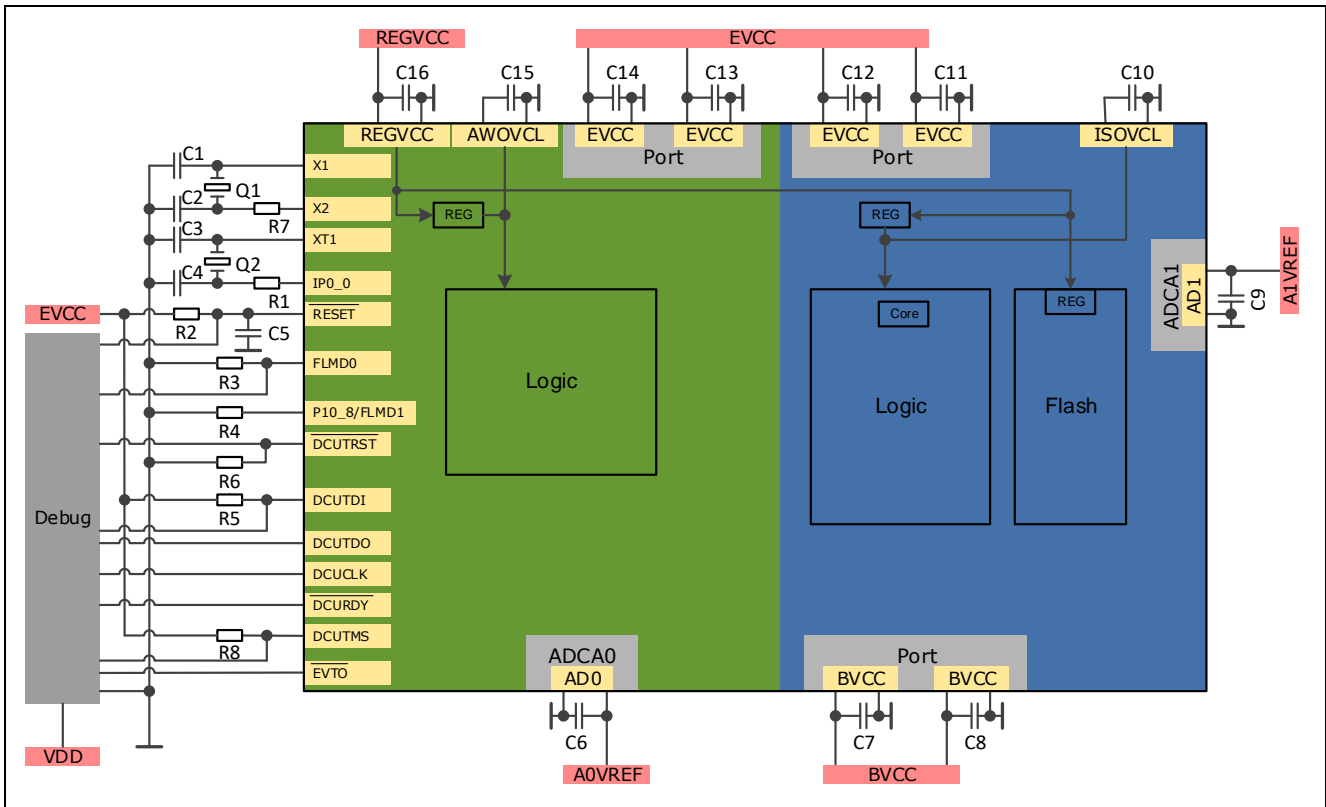 REGVCC
EVCC
C16
C15
C14
C13
C12
C11
C10
REGVCC
AWOVCL
EVCC
EVCC
EVCC
EVCC
ISOVCL
Port
Port
C1
X1
Q1
C2
X2
R7
REG
REG
C3
XT1
Q2
C4
IP0_0
R1
EVCC
RESET
R2
C5
ADCA1
AD1
C9
A1VREF
REG
Core
FLMD0
R3
Logic
Logic
Flash
P10_8/FLMD1
R4
DCUTRST
R6
DCUTDI
R5
Debug
DCUTDO
DCUCLK
DCURDY
DCUTMS
R8
EVTO
ADCA0
AD0
Port
BVCC
BVCC
C6
C7
C8
VDD
A0VREF
BVCC